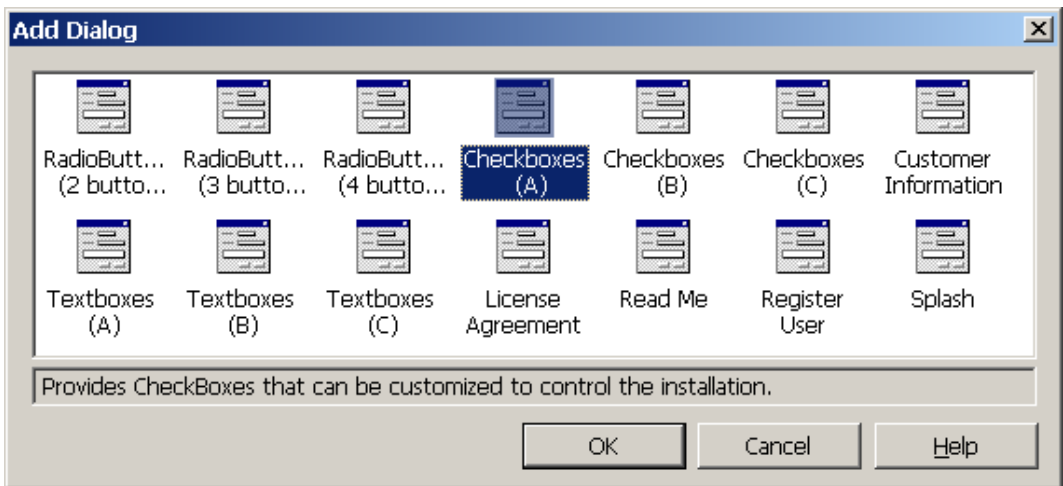 Add Dialog
RadioButt... RadioButt... RadioButt... Checkboxes Checkboxes Checkboxes Customer
(2 butto... (3 butto... (4 butto... (A) (B) (C) Information
Textboxes Textboxes Textboxes License Read Me Register Splash
(A) (B) (C) Agreement User
Provides CheckBoxes that can be customized to control the installation.
OK Cancel Help